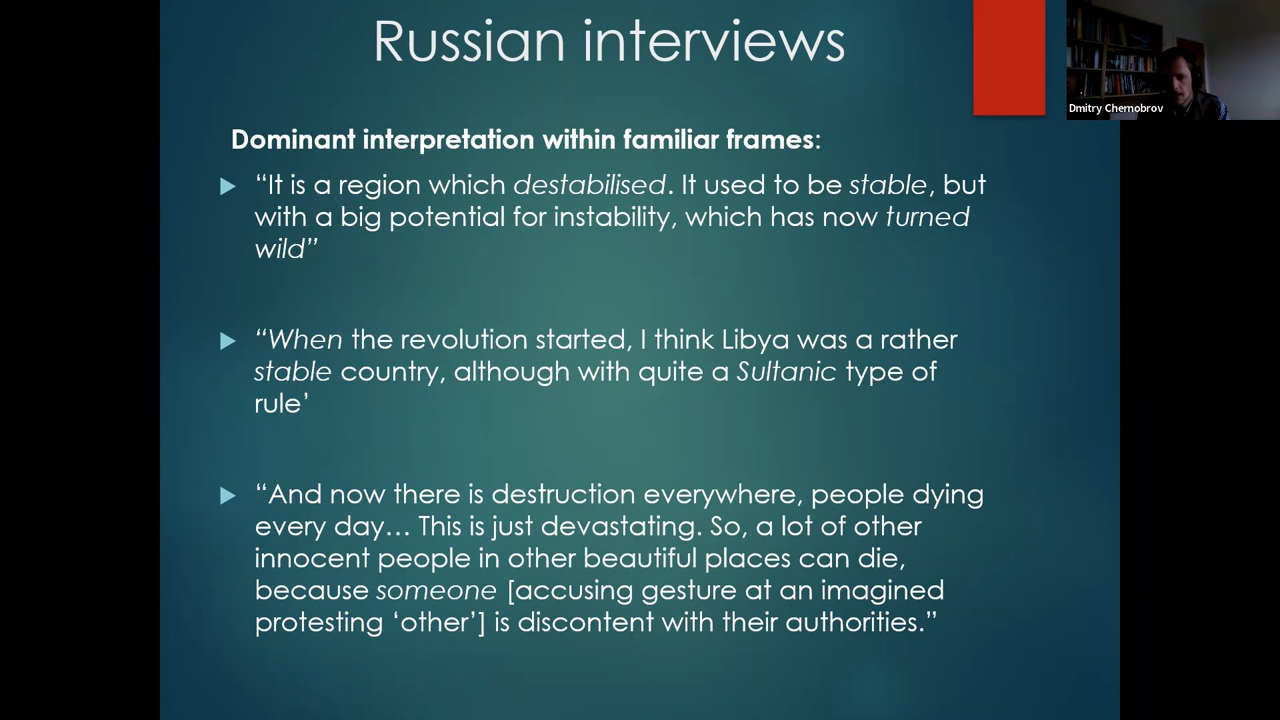 Russian interviews
Dmitry Chernobrov
Dominant interpretation within familiar frames:
“It is a region which destabilised. It used to be stable, but
with a big potential for instability, which has now turned
wild”
“When the revolution started, I think Libya was a rather
stable country, although with quite a Sultanic type of
rule’
“And now there is destruction everywhere, people dying
every day… This is just devastating. So, a lot of other
innocent people in other beautiful places can die,
because someone [accusing gesture at an imagined
protesting ‘other’] is discontent with their authorities.”